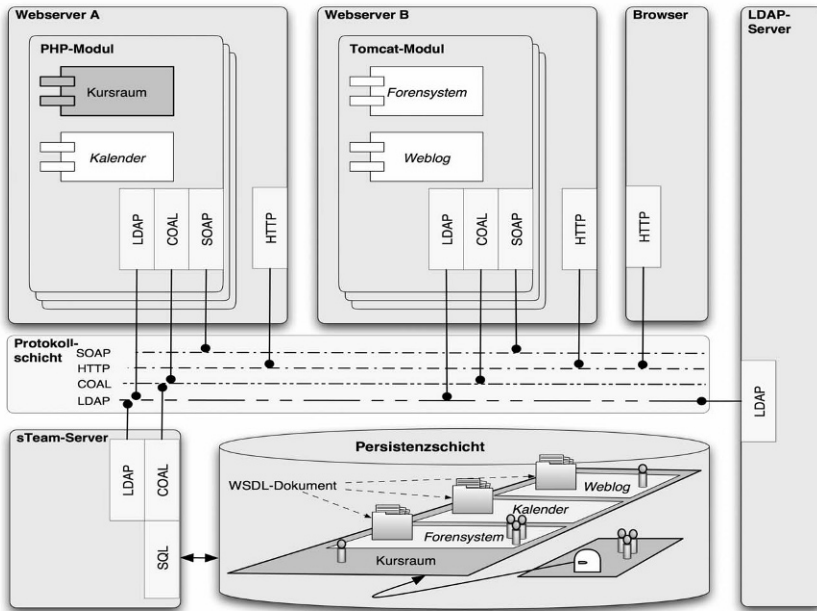 Webserver A
PHP-Modul
Kursraum
Kalender
LDAP
COAL
SOAP
HTTP
Webserver B
Tomcat-Modul
Forensystem
Weblog
LDAP
COAL
SOAP
HTTP
Browser
HTTP
LDAP-
Server
LDAP
Protokoll-
schicht
SOAP
HTTP
COAL
LDAP
sTeam-Server
LDAP
COAL
SQL
Persistenzschicht
WSDL-Dokument
Weblog
Kalender
Forensystem
Kursraum